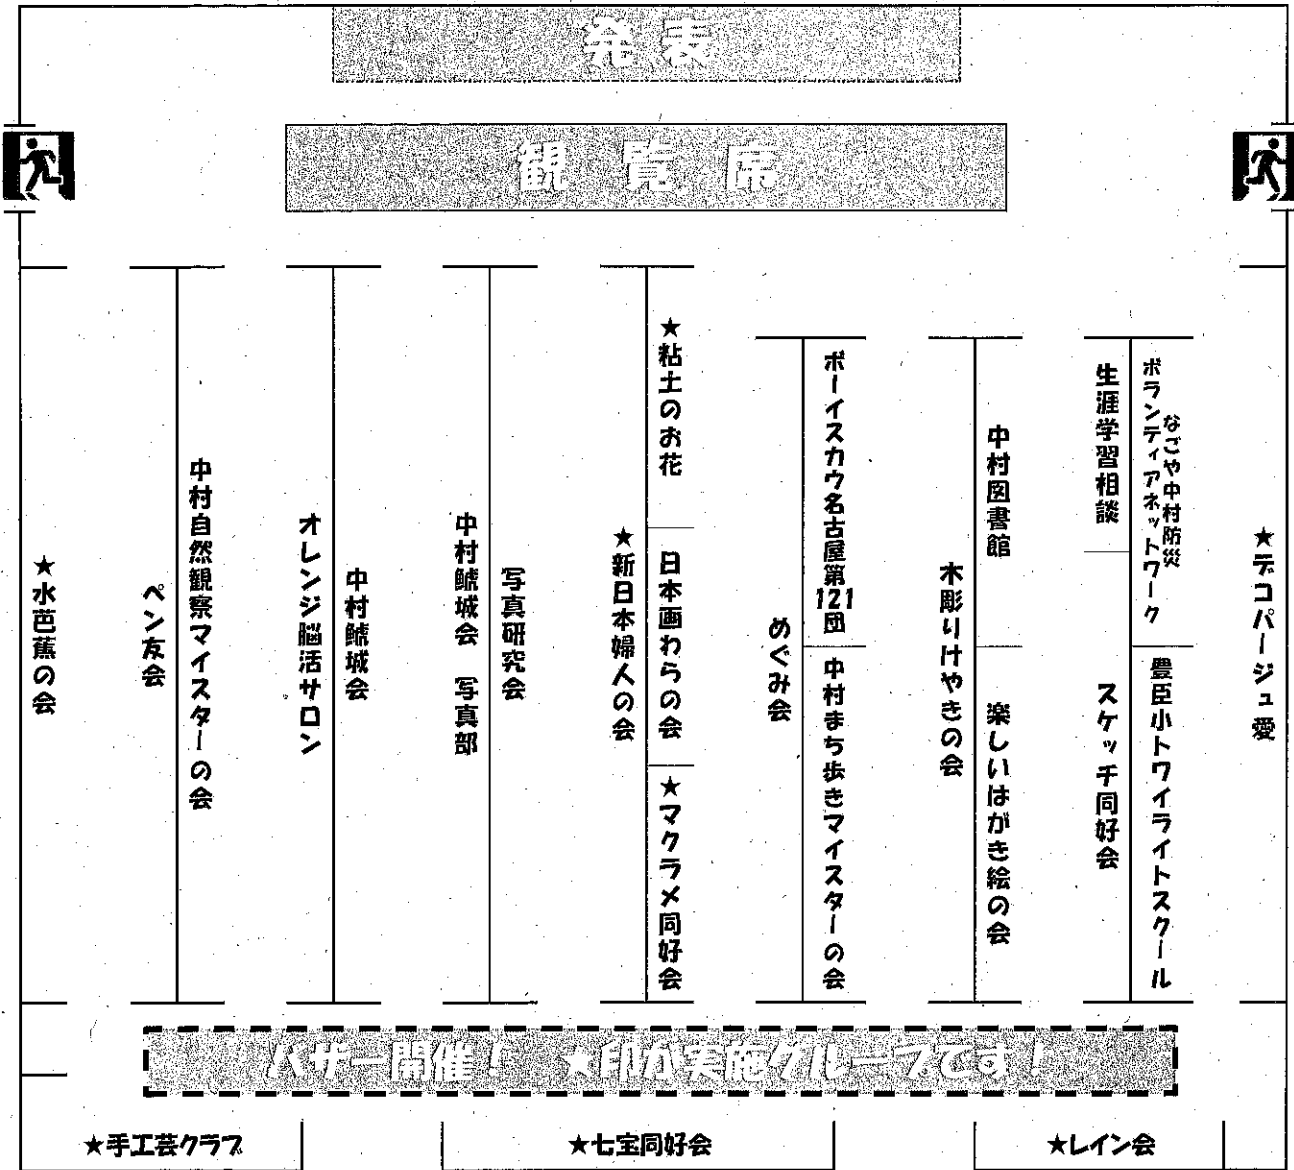 発表
観覧席
★水芭蕉の会
ペン友会
中村自然観察マイスターの会
オレンジ脳活サロン
中村鯱城会
中村鯱城会 写真部
写真研究会
★新日本婦人の会
★粘土のお花
日本画わらの会
★マクラメ同好会
めぐみ会
ボーイスカウ名古屋第121団
中村まち歩きマイスターの会
木彫りけやきの会
中村図書館
楽しいはがき絵の会
生涯学習相談
スケッチ同好会
なごや中村防災
ボランティアネットワーク
豊臣小トワイライトスクール
★デコパージュ愛
バザー開催！ ★印が実施グループです！
★手工芸クラブ
★七宝同好会
★レイン会